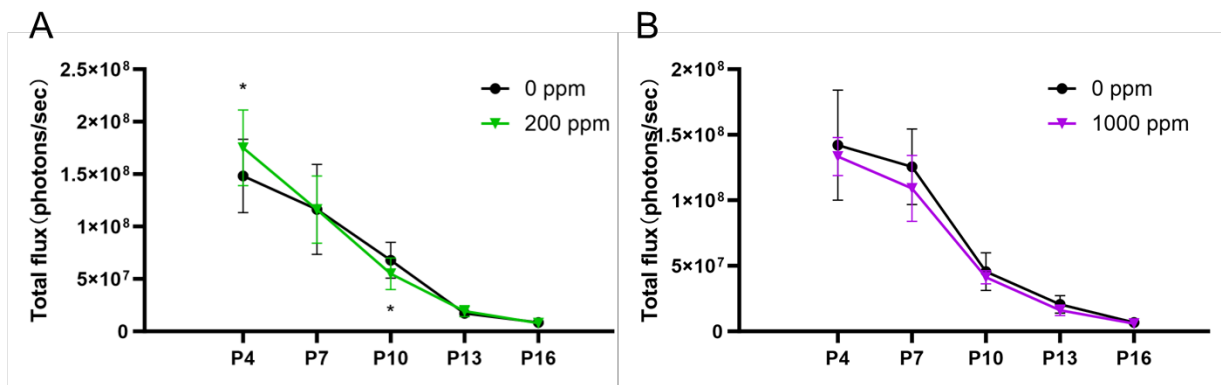 A
Total flux(photons/sec)
2.5×10⁸
2×10⁸
1.5×10⁸
1×10⁸
5×10⁷
0
*
*
0 ppm
200 ppm
P4 P7 P10 P13 P16
B
Total flux(photons/sec)
2×10⁸
1.5×10⁸
1×10⁸
5×10⁷
0
0 ppm
1000 ppm
P4 P7 P10 P13 P16